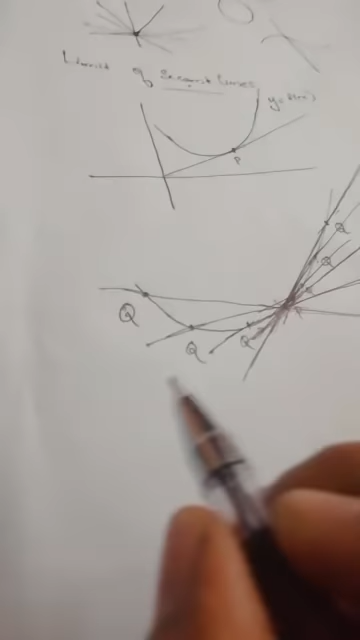 Limit of Secant Lines
y=f(x)
P
Q
Q
Q
Q
Q